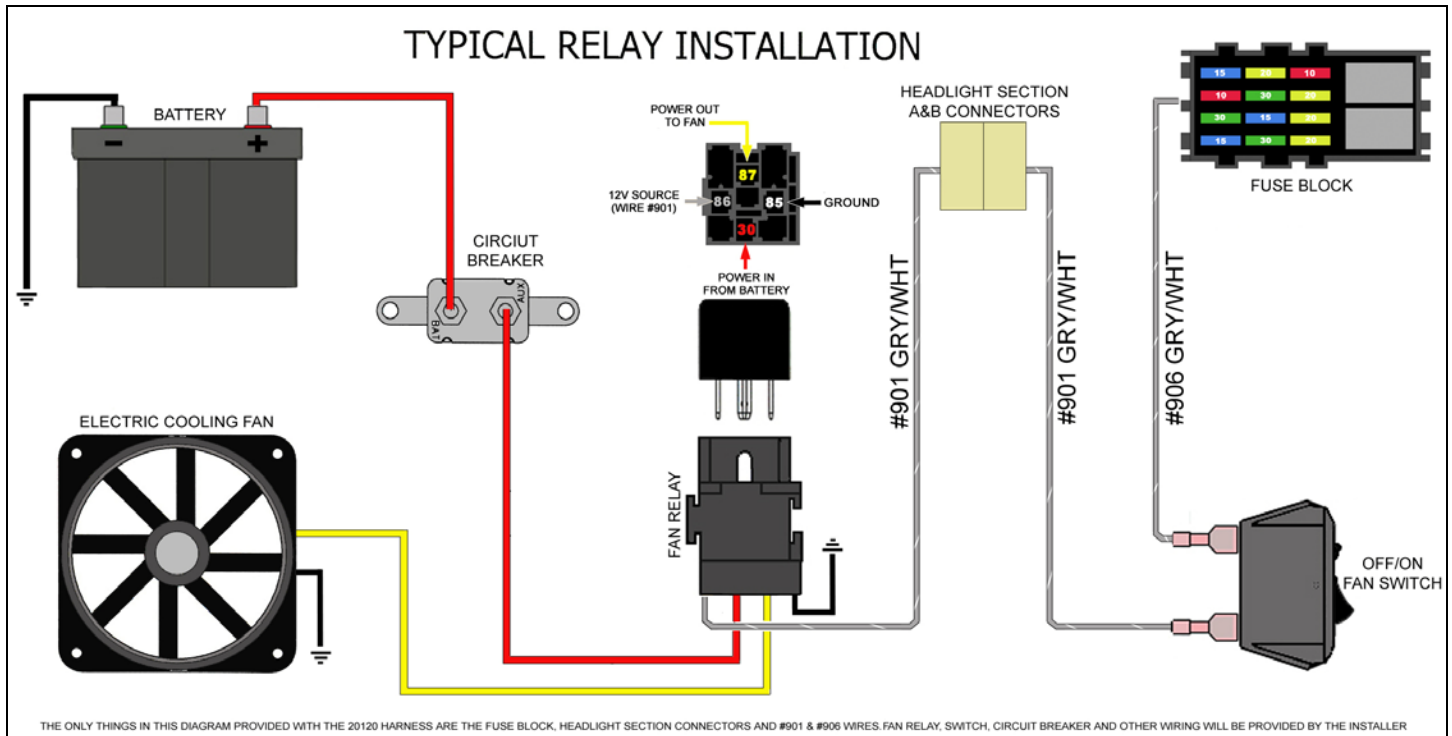 TYPICAL RELAY INSTALLATION
BATTERY
-
+
CIRCIUT
BREAKER
BAT
AUX
ELECTRIC COOLING FAN
POWER OUT
TO FAN
87
12V SOURCE
(WIRE #901)
86
85
GROUND
30
POWER IN
FROM BATTERY
FAN RELAY
HEADLIGHT SECTION
A&B CONNECTORS
#901 GRY/WHT
#901 GRY/WHT
#906 GRY/WHT
15 20 10
10 30 20
30 15 20
15 30 20
FUSE BLOCK
OFF/ON
FAN SWITCH
THE ONLY THINGS IN THIS DIAGRAM PROVIDED WITH THE 20120 HARNESS ARE THE FUSE BLOCK, HEADLIGHT SECTION CONNECTORS AND #901 & #906 WIRES.FAN RELAY, SWITCH, CIRCUIT BREAKER AND OTHER WIRING WILL BE PROVIDED BY THE INSTALLER